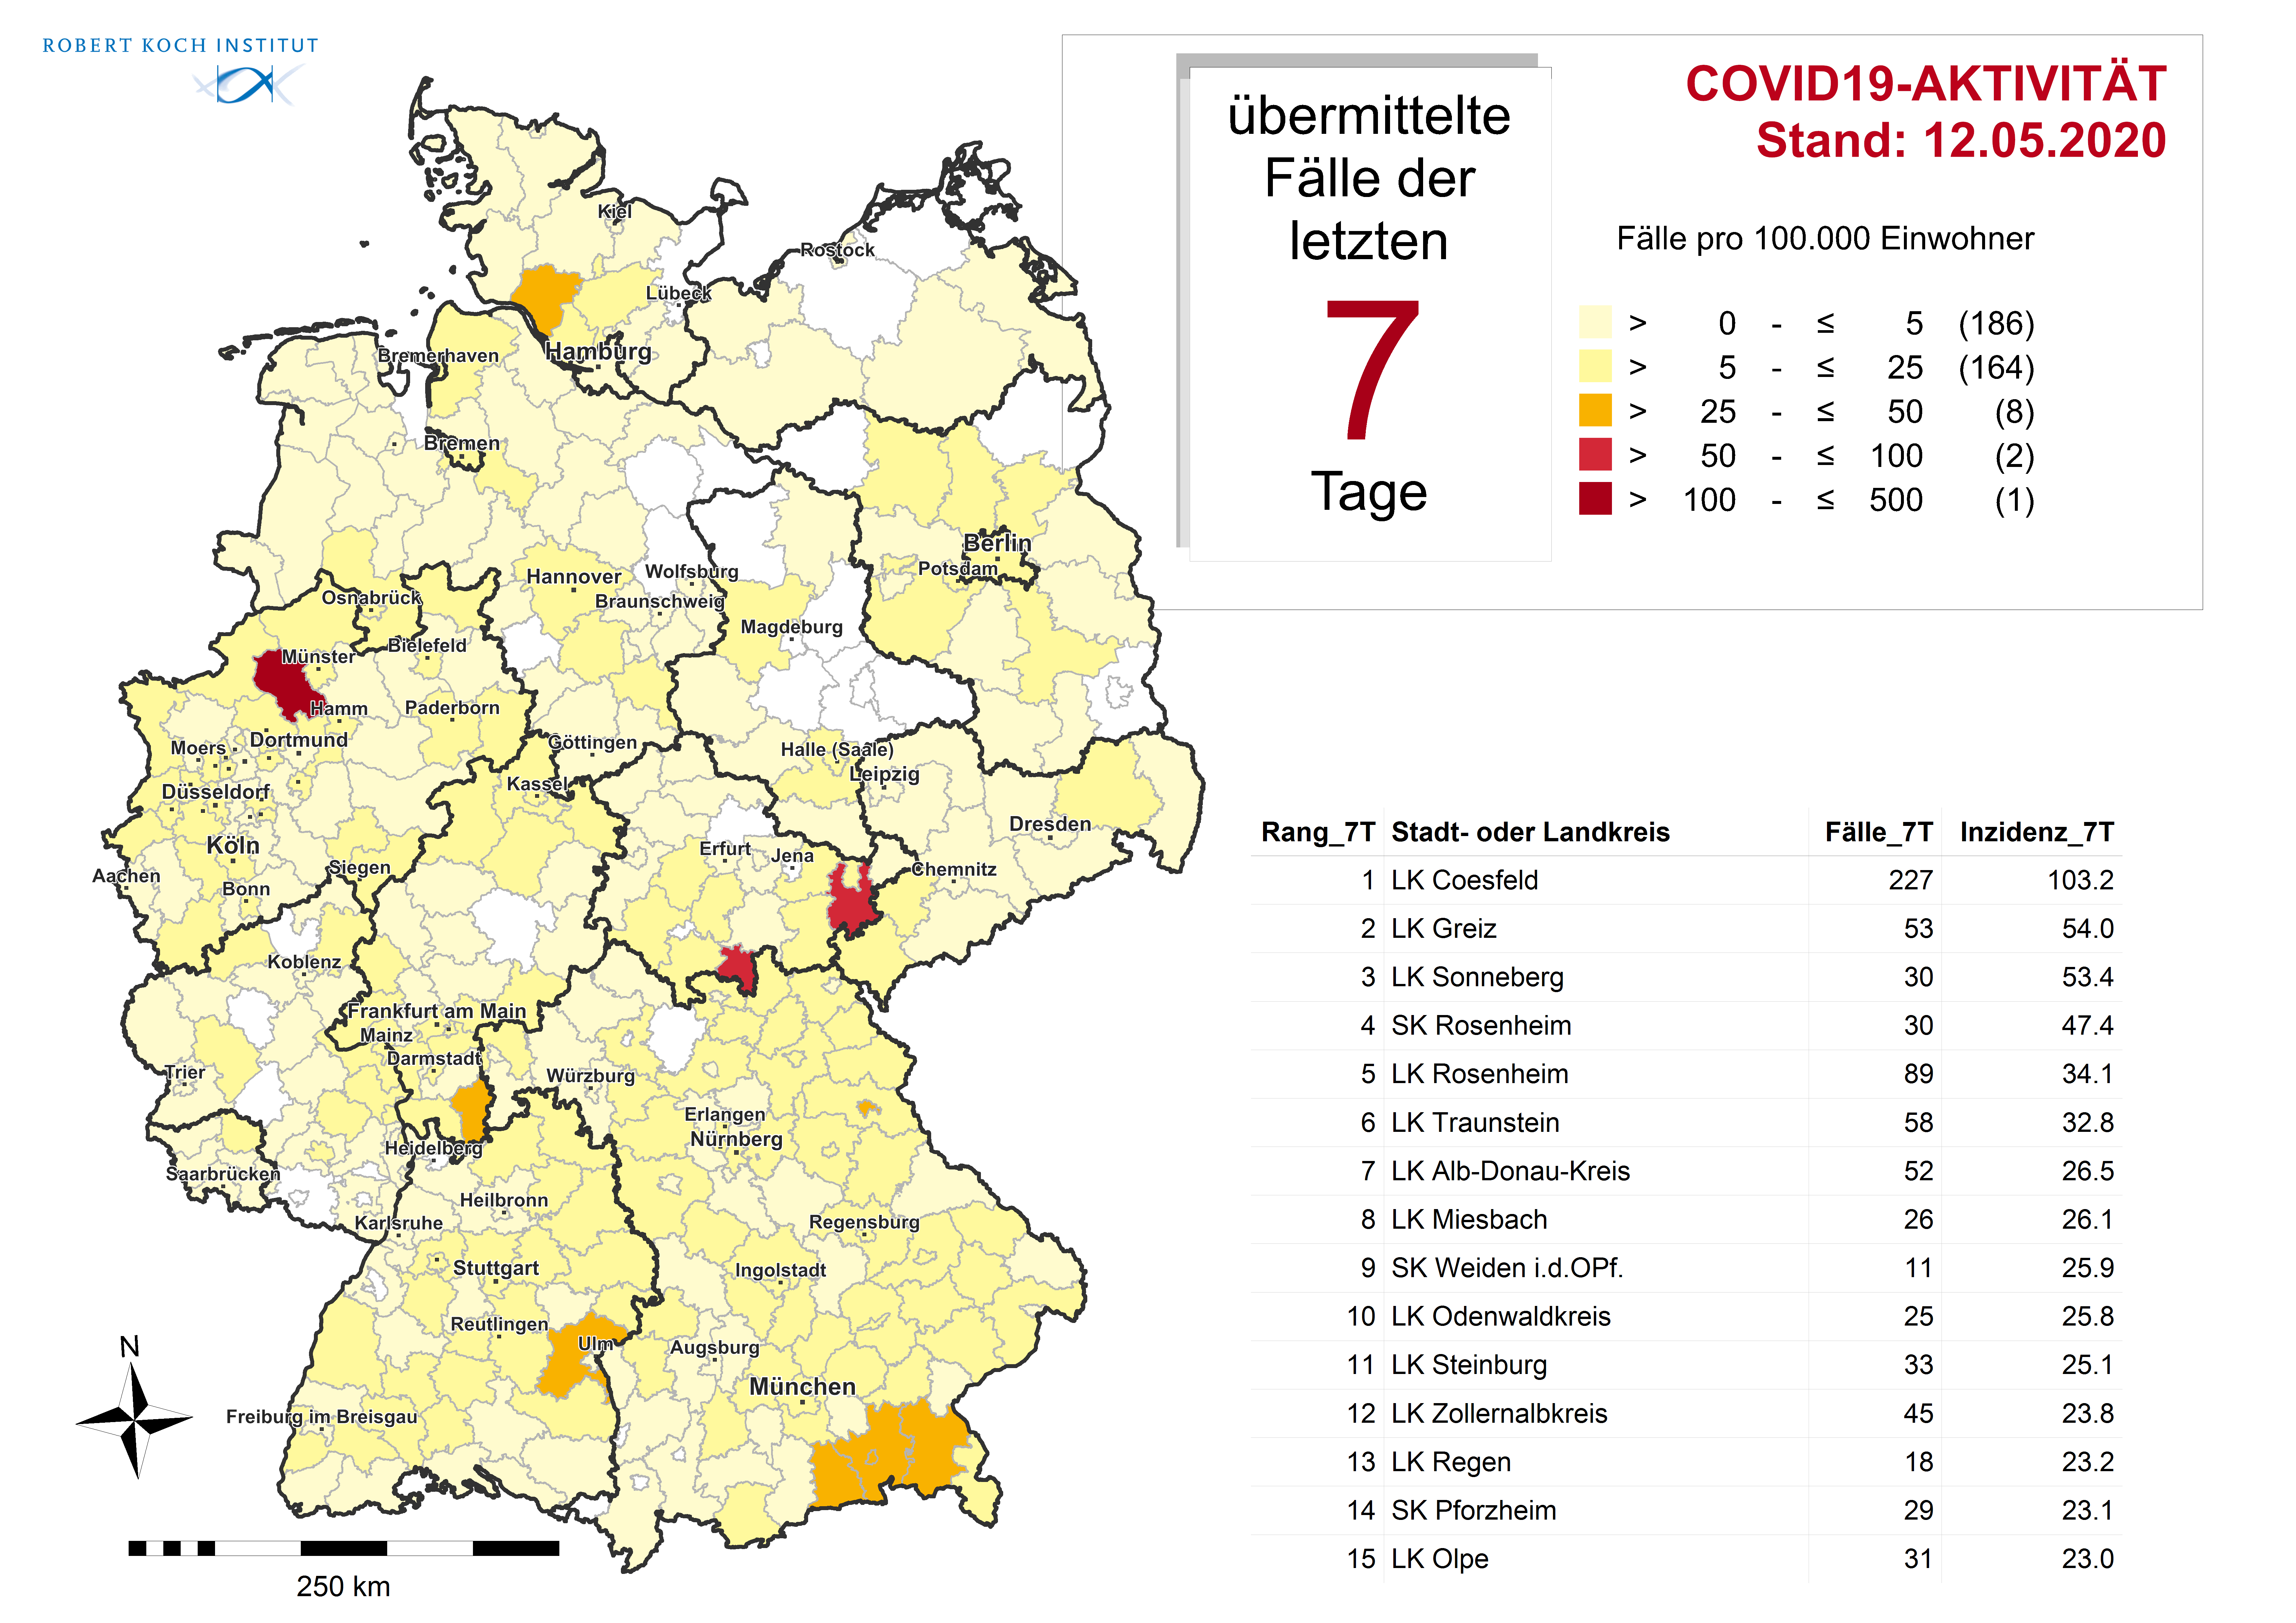 ROBERT KOCH INSTITUT
übermittelte
Fälle der
letzten
7
Tage
COVID19-AKTIVITÄT
Stand: 12.05.2020
Fälle pro 100.000 Einwohner
> 0 - ≤ 5 (186)
> 5 - ≤ 25 (164)
> 25 - ≤ 50 (8)
> 50 - ≤ 100 (2)
> 100 - ≤ 500 (1)
Kiel
Rostock
Lübeck
Hamburg
Bremerhaven
Bremen
Berlin
Potsdam
Hannover
Wolfsburg
Braunschweig
Osnabrück
Magdeburg
Bielefeld
Münster
Hamm
Paderborn
Dortmund
Moers
Göttingen
Halle (Saale)
Leipzig
Kassel
Düsseldorf
Dresden
Köln
Erfurt
Jena
Chemnitz
Siegen
Aachen
Bonn
Koblenz
Frankfurt am Main
Mainz
Darmstadt
Trier
Würzburg
Erlangen
Nürnberg
Heidelberg
Saarbrücken
Heilbronn
Karlsruhe
Regensburg
Stuttgart
Ingolstadt
Reutlingen
Ulm
Augsburg
München
Freiburg im Breisgau
N
250 km
Rang_7T Stadt- oder Landkreis Fälle_7T Inzidenz_7T
1 LK Coesfeld 227 103.2
2 LK Greiz 53 54.0
3 LK Sonneberg 30 53.4
4 SK Rosenheim 30 47.4
5 LK Rosenheim 89 34.1
6 LK Traunstein 58 32.8
7 LK Alb-Donau-Kreis 52 26.5
8 LK Miesbach 26 26.1
9 SK Weiden i.d.OPf. 11 25.9
10 LK Odenwaldkreis 25 25.8
11 LK Steinburg 33 25.1
12 LK Zollernalbkreis 45 23.8
13 LK Regen 18 23.2
14 SK Pforzheim 29 23.1
15 LK Olpe 31 23.0